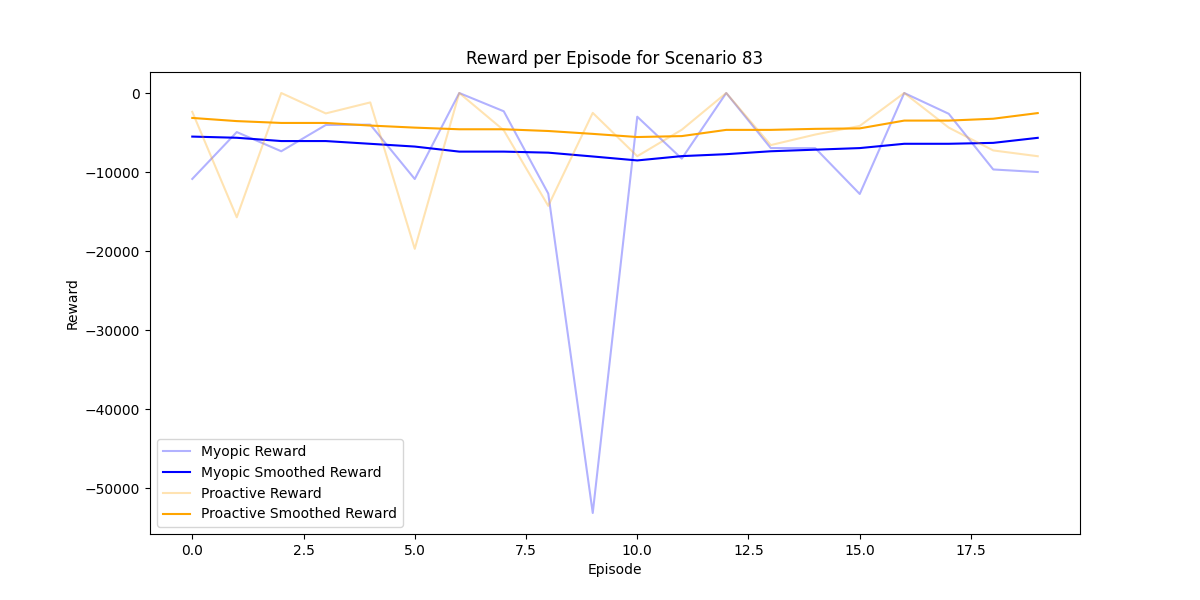 Reward per Episode for Scenario 83
Reward
0
−10000
−20000
−30000
−40000
−50000
Myopic Reward
Myopic Smoothed Reward
Proactive Reward
Proactive Smoothed Reward
0.0 2.5 5.0 7.5 10.0 12.5 15.0 17.5
Episode